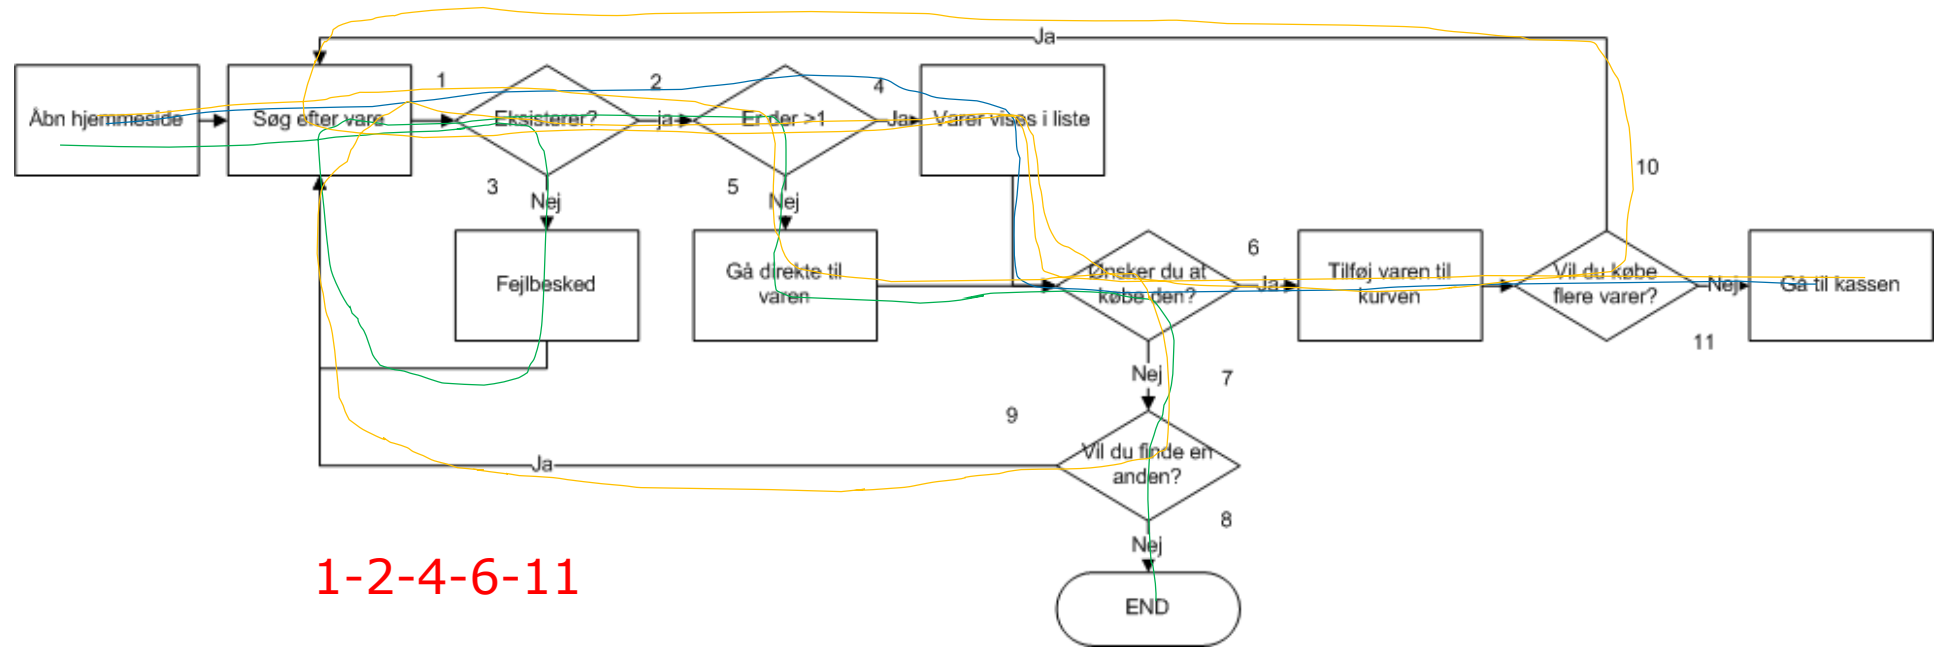 Ja
Åbn hjemmeside
Søg efter vare
1
Eksisterer?
2
ja
Er der >1
4
Ja
Varer vises i liste
3
Nej
5
Nej
10
Fejlbesked
Gå direkte til
varen
Ønsker du at
købe den?
6
Ja
Tilføj varen til
kurven
Vil du købe
flere varer?
Nej
11
Gå til kassen
Nej
7
9
Ja
Vil du finde en
anden?
8
Nej
END
1-2-4-6-11